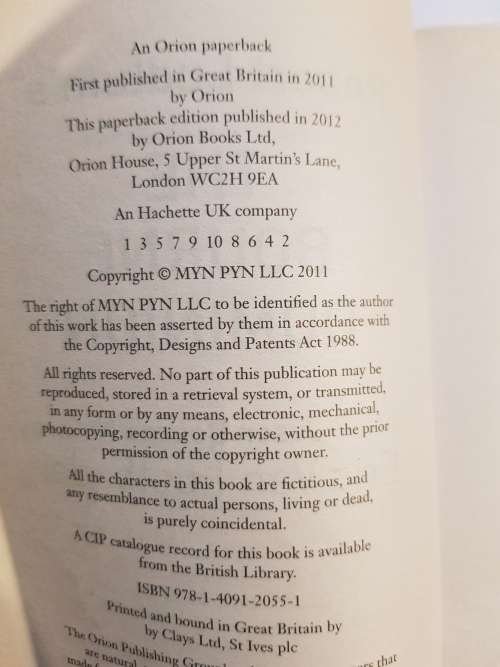 An Orion paperback
First published in Great Britain in 2011
by Orion
This paperback edition published in 2012
by Orion Books Ltd,
Orion House, 5 Upper St Martin's Lane,
London WC2H 9EA
An Hachette UK company
1 3 5 7 9 10 8 6 4 2
Copyright © MYN PYN LLC 2011
The right of MYN PYN LLC to be identified as the author
of this work has been asserted by them in accordance with
the Copyright, Designs and Patents Act 1988.
All rights reserved. No part of this publication may be
reproduced, stored in a retrieval system, or transmitted,
in any form or by any means, electronic, mechanical,
photocopying, recording or otherwise, without the prior
permission of the copyright owner.
All the characters in this book are fictitious, and
any resemblance to actual persons, living or dead,
is purely coincidental.
A CIP catalogue record for this book is available
from the British Library.
ISBN 978-1-4091-2055-1
Printed and bound in Great Britain by
by Clays Ltd, St Ives plc
The Orion Publishing that
are natural